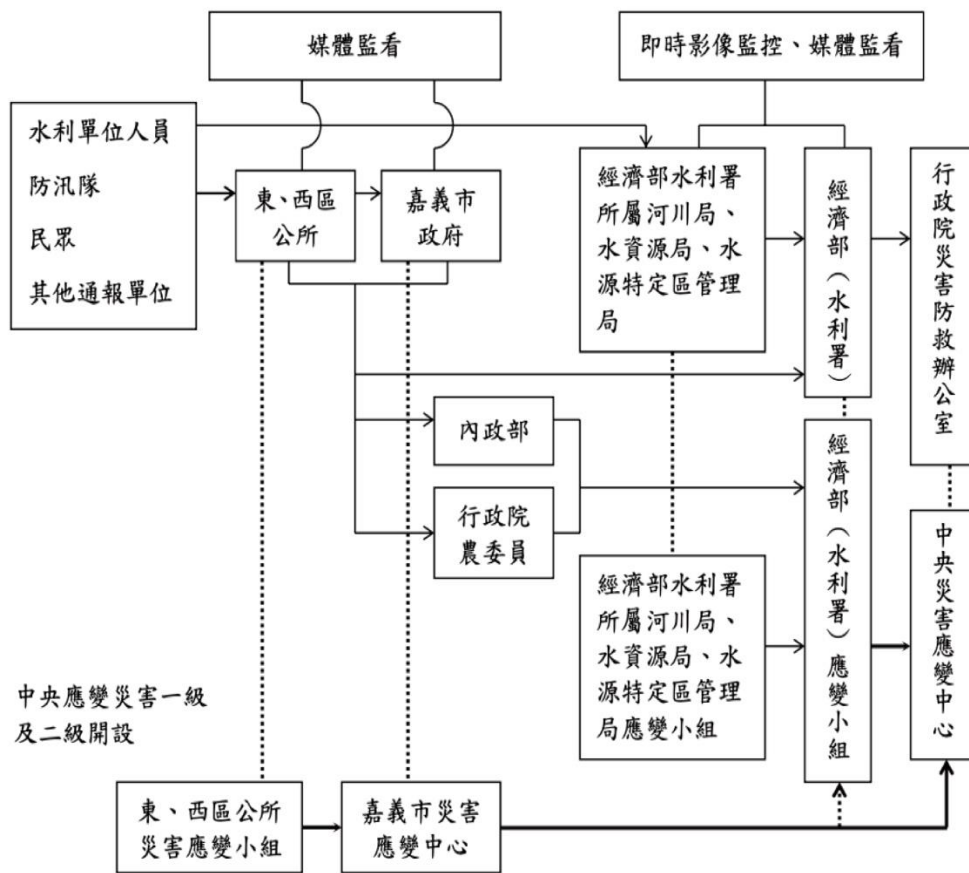 媒體監看
即時影像監控、媒體監看
水利單位人員
防汛隊
民眾
其他通報單位
東、西區
公所
嘉義市
政府
經濟部水利署
所屬河川局、
水資源局、水
源特定區管理
局
經濟部（水利署）
行政院災害防救辦公室
內政部
行政院
農委員
經濟部水利署
所屬河川局、
水資源局、水
源特定區管理
局應變小組
經濟部（水利署）應變小組
中央災害應變中心
中央應變災害一級
及二級開設
東、西區公所
災害應變小組
嘉義市災害
應變中心